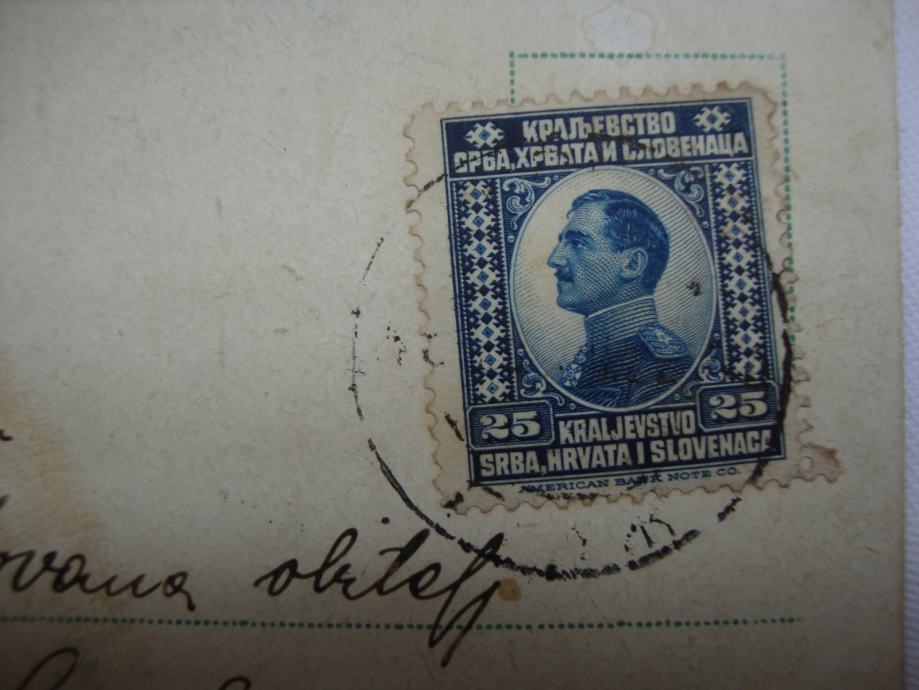 КРАЉЕВСТВО
СРБА, ХРВАТА И СЛОВЕНАЦА
25 25
KRALJEVSTVO
SRBA, HRVATA I SLOVENACA
AMERICAN BANK NOTE CO.
obitelj